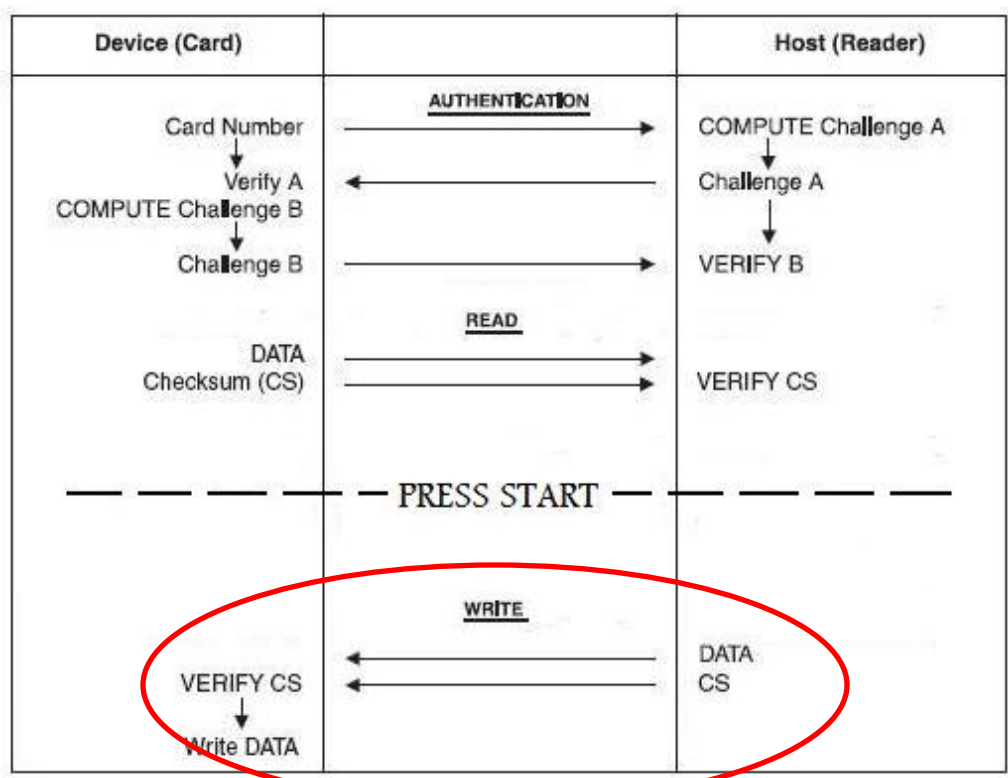 Device (Card) Host (Reader)
AUTHENTICATION
Card Number COMPUTE Challenge A
Verify A Challenge A
COMPUTE Challenge B
Challenge B VERIFY B
READ
DATA
Checksum (CS) VERIFY CS
PRESS START
WRITE
DATA
VERIFY CS CS
Write DATA